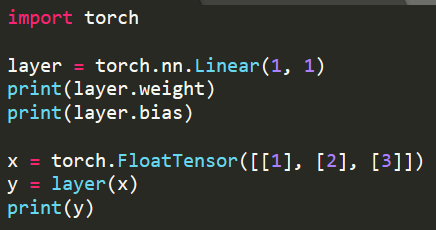 import torch
layer = torch.nn.Linear(1, 1)
print(layer.weight)
print(layer.bias)
x = torch.FloatTensor([[1], [2], [3]])
y = layer(x)
print(y)